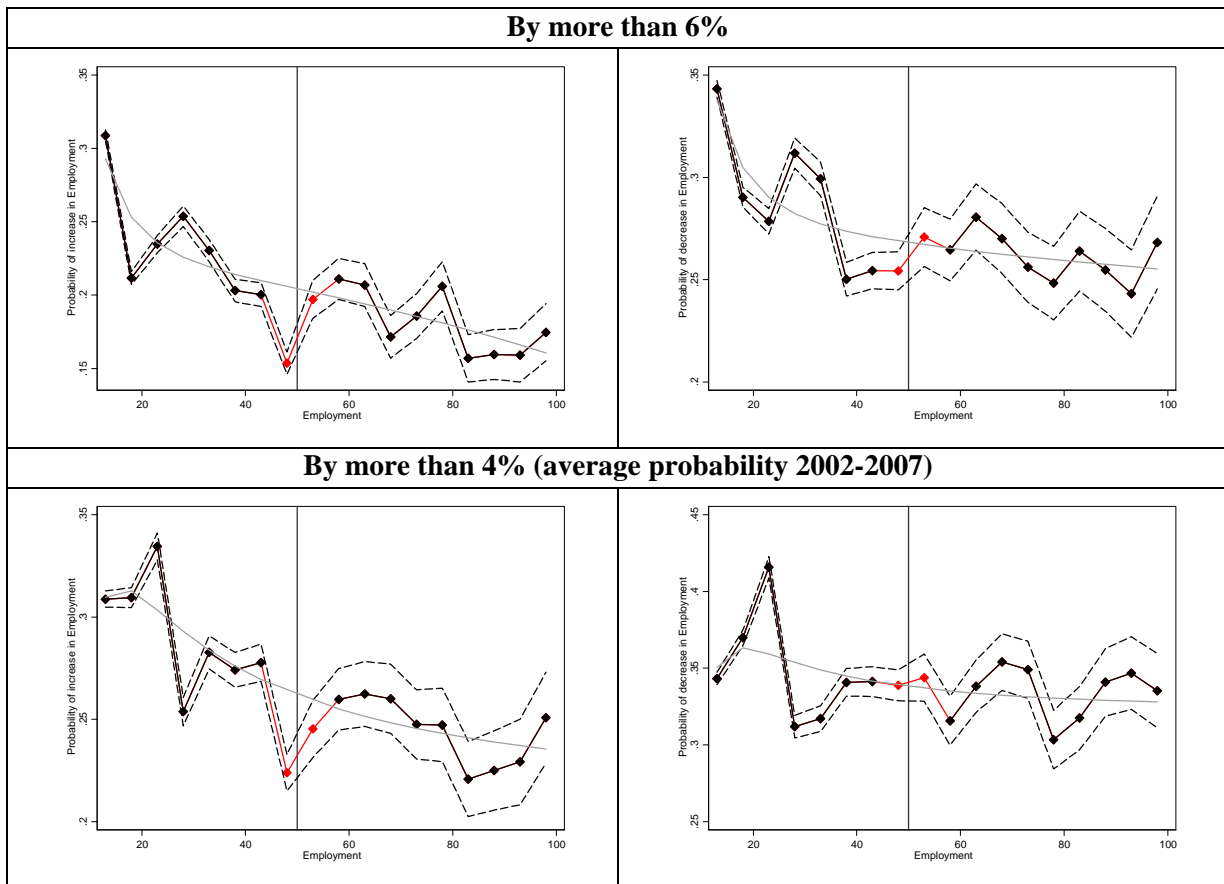 By more than 6%
Probability of increase in Employment
.15 .2 .25 .3 .35
20 40 60 80 100
Employment
Probability of decrease in Employment
.2 .25 .3 .35
20 40 60 80 100
Employment
By more than 4% (average probability 2002-2007)
Probability of increase in Employment
.2 .25 .3 .35
20 40 60 80 100
Employment
Probability of decrease in Employment
.25 .3 .35 .4 .45
20 40 60 80 100
Employment